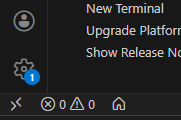 New Terminal
Upgrade Platform
Show Release No
1
0 0